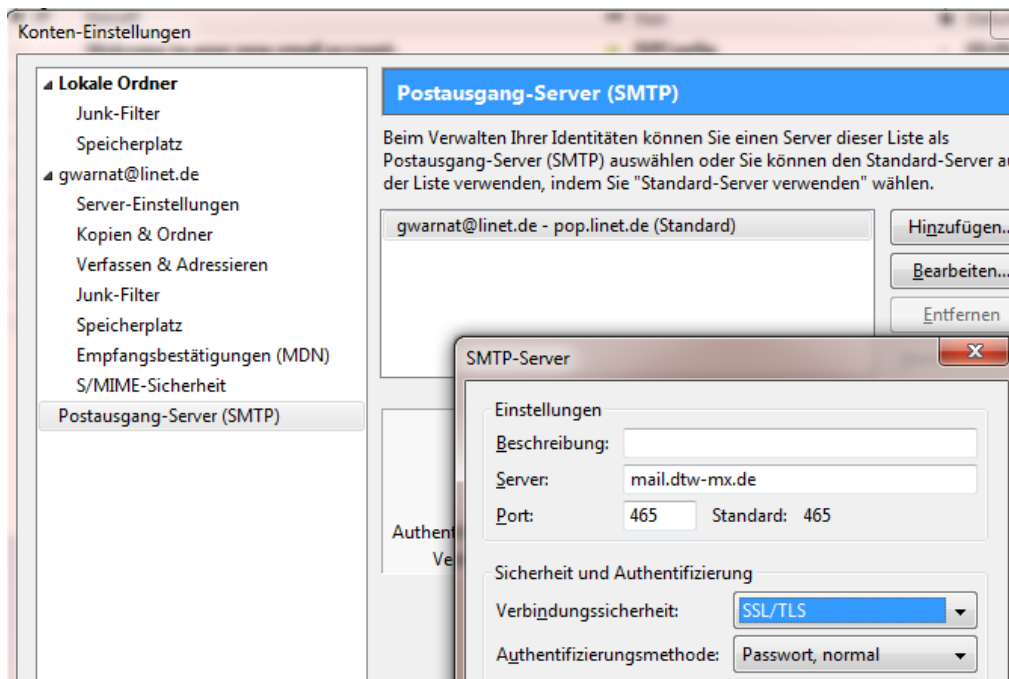 Konten-Einstellungen
Lokale Ordner
Junk-Filter
Speicherplatz
gwarnat@linet.de
Server-Einstellungen
Kopien & Ordner
Verfassen & Adressieren
Junk-Filter
Speicherplatz
Empfangsbestätigungen (MDN)
S/MIME-Sicherheit
Postausgang-Server (SMTP)
Postausgang-Server (SMTP)
Beim Verwalten Ihrer Identitäten können Sie einen Server dieser Liste als
Postausgang-Server (SMTP) auswählen oder Sie können den Standard-Server au
der Liste verwenden, indem Sie "Standard-Server verwenden" wählen.
gwarnat@linet.de - pop.linet.de (Standard)
Hinzufügen...
Bearbeiten...
Entfernen
Authent
Ve
SMTP-Server
Einstellungen
Beschreibung:
Server: mail.dtw-mx.de
Port: 465 Standard: 465
Sicherheit und Authentifizierung
Verbindungssicherheit: SSL/TLS
Authentifizierungsmethode: Passwort, normal